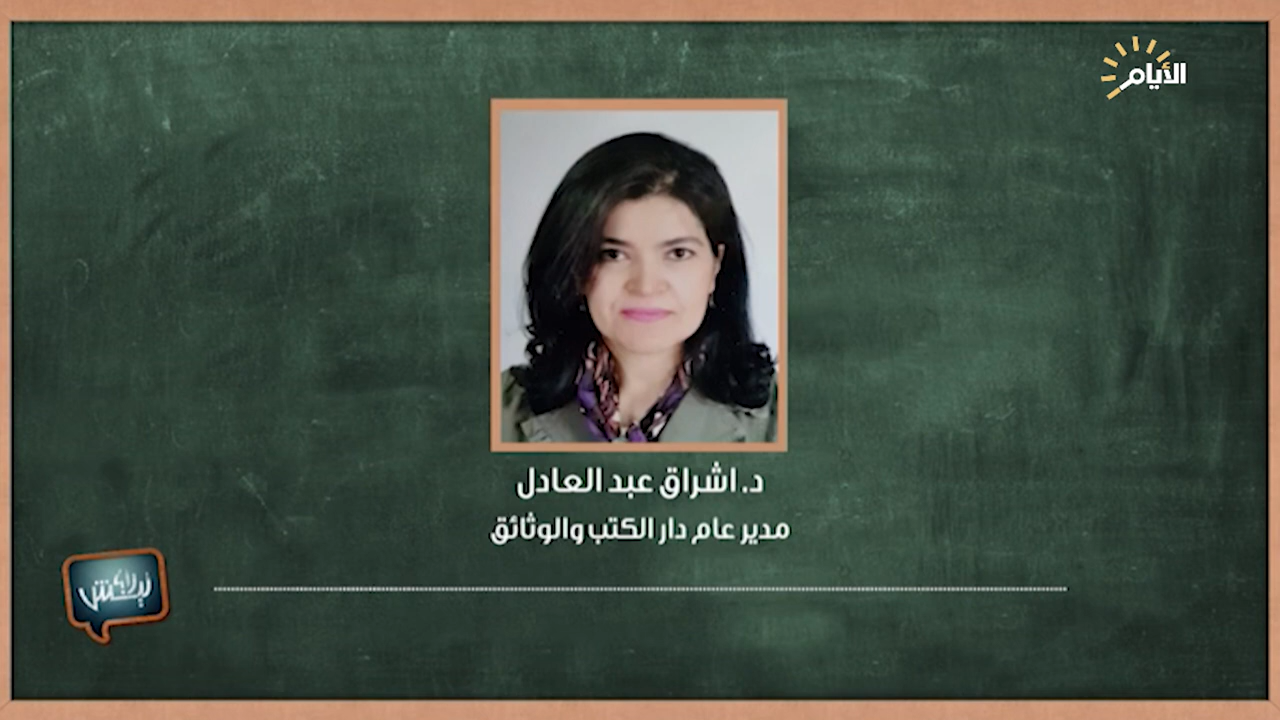 الأيام
د. اشراق عبد العادل
مدير عام دار الكتب والوثائق